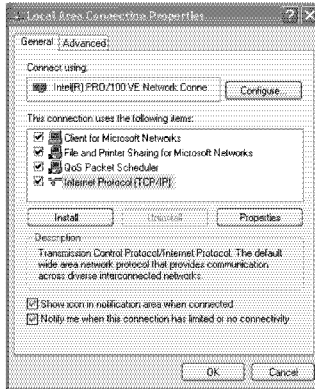 Local Area Connection Properties
General
Advanced
Connect using:
Intel(R) PRO/100 VE Network Conne
Configure...
This connection uses the following items:
Client for Microsoft Networks
File and Printer Sharing for Microsoft Networks
QoS Packet Scheduler
Internet Protocol (TCP/IP)
Install
Uninstall
Properties
Description
Transmission Control Protocol/Internet Protocol. The default
wide area network protocol that provides communication
across diverse interconnected networks.
Show icon in notification area when connected
Notify me when this connection has limited or no connectivity
OK
Cancel